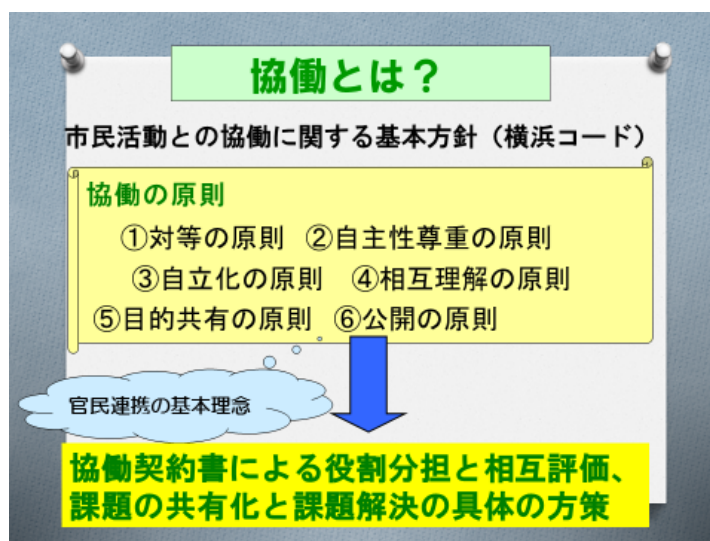 協働とは？
市民活動との協働に関する基本方針（横浜コード）
協働の原則
①対等の原則　②自主性尊重の原則
③自立化の原則　④相互理解の原則
⑤目的共有の原則　⑥公開の原則
官民連携の基本理念
協働契約書による役割分担と相互評価、
課題の共有化と課題解決の具体の方策